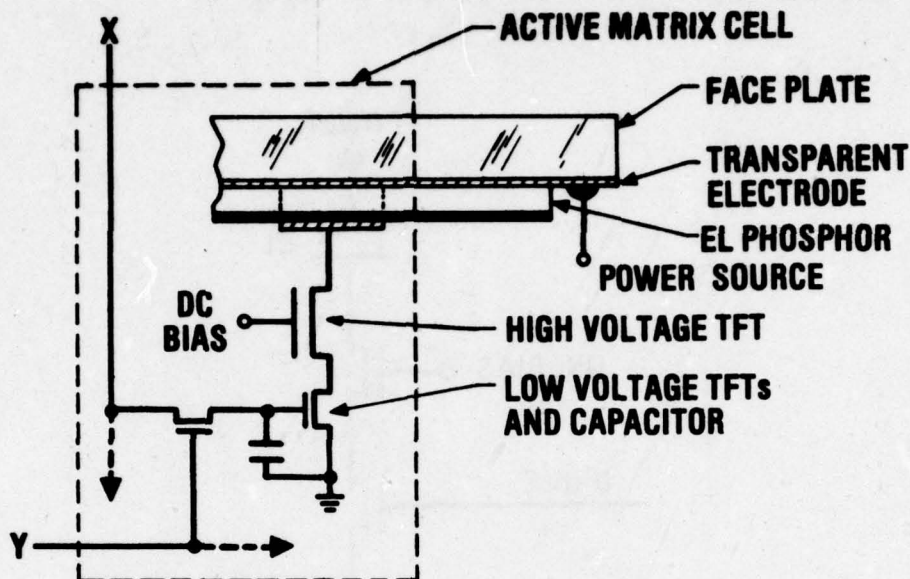 X
ACTIVE MATRIX CELL
FACE PLATE
TRANSPARENT
ELECTRODE
EL PHOSPHOR
POWER SOURCE
DC
BIAS
HIGH VOLTAGE TFT
LOW VOLTAGE TFTs
AND CAPACITOR
Y